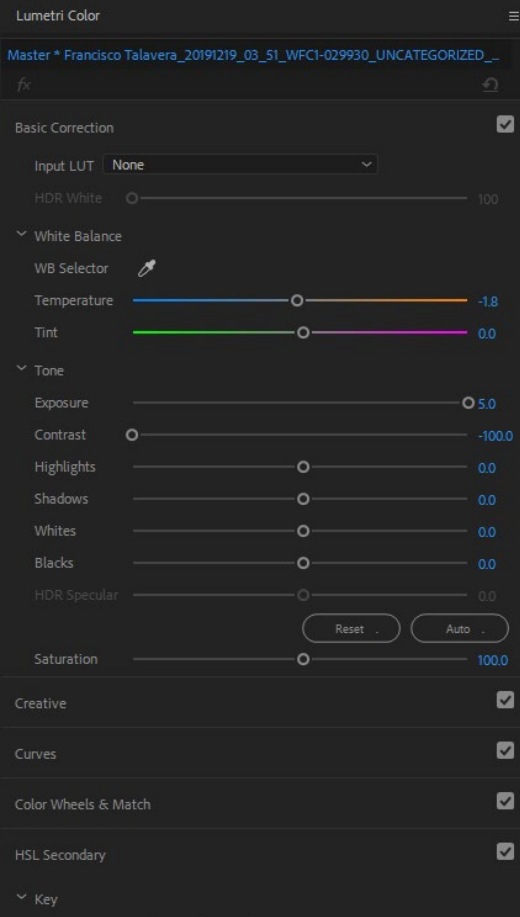 Lumetri Color
Master * Francisco Talavera_20191219_03_51_WFC1-029930_UNCATEGORIZED_...
fx
Basic Correction
Input LUT None
HDR White 100
White Balance
WB Selector
Temperature -1.8
Tint 0.0
Tone
Exposure 5.0
Contrast -100.0
Highlights 0.0
Shadows 0.0
Whites 0.0
Blacks 0.0
HDR Specular 0.0
Reset . Auto .
Saturation 100.0
Creative
Curves
Color Wheels & Match
HSL Secondary
Key